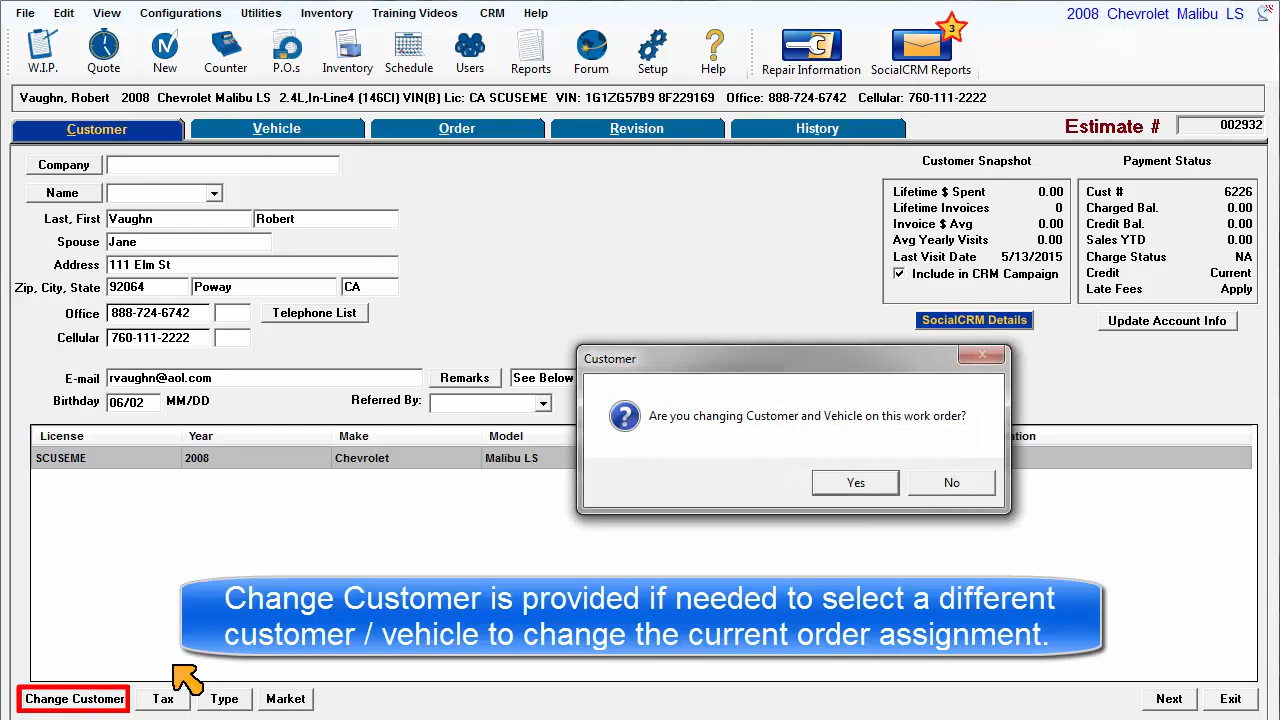 File Edit View Configurations Utilities Inventory Training Videos CRM Help 2008 Chevrolet Malibu LS
3
W.I.P. Quote New Counter P.O.s Inventory Schedule Users Reports Forum Setup Help Repair Information SocialCRM Reports
Vaughn, Robert 2008 Chevrolet Malibu LS 2.4L,In-Line4 (146CI) VIN(B) Lic: CA SCUSEME VIN: 1G1ZG57B9 8F229169 Office: 888-724-6742 Cellular: 760-111-2222
Customer Vehicle Order Revision History Estimate # 002932
Company Customer Snapshot Payment Status
Name Lifetime $ Spent 0.00 Cust # 6226
Lifetime Invoices 0 Charged Bal. 0.00
Last, First Vaughn Robert Invoice $ Avg 0.00 Credit Bal. 0.00
Spouse Jane Avg Yearly Visits 0.00 Sales YTD 0.00
Last Visit Date 5/13/2015 Charge Status NA
Address 111 Elm St Include in CRM Campaign Credit Current
Zip, City, State 92064 Poway CA Late Fees Apply
Office 888-724-6742 Telephone List SocialCRM Details Update Account Info
Cellular 760-111-2222
Customer
E-mail rvaughn@aol.com Remarks See Below
Birthday 06/02 MM/DD Referred By:
Are you changing Customer and Vehicle on this work order?
License Year Make Model
SCUSEME 2008 Chevrolet Malibu LS
Yes No
Change Customer is provided if needed to select a different
customer / vehicle to change the current order assignment.
Change Customer Tax Type Market Next Exit